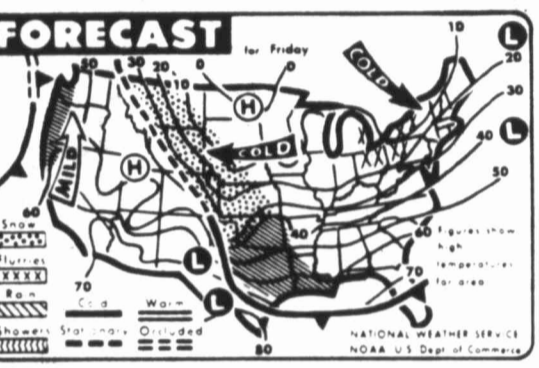 FORECAST
for Friday
50 30 20 10 0 0 10
L
20
COLD
30
H
L
40
COLD
MILD
H
50
60
40
60
Figures show
high
temperatures
for area
Snow
Flurries
Rain
Showers
L
70
L
70
Cold Warm
Stationary Occluded
80
NATIONAL WEATHER SERVICE
NOAA U S Dept of Commerce